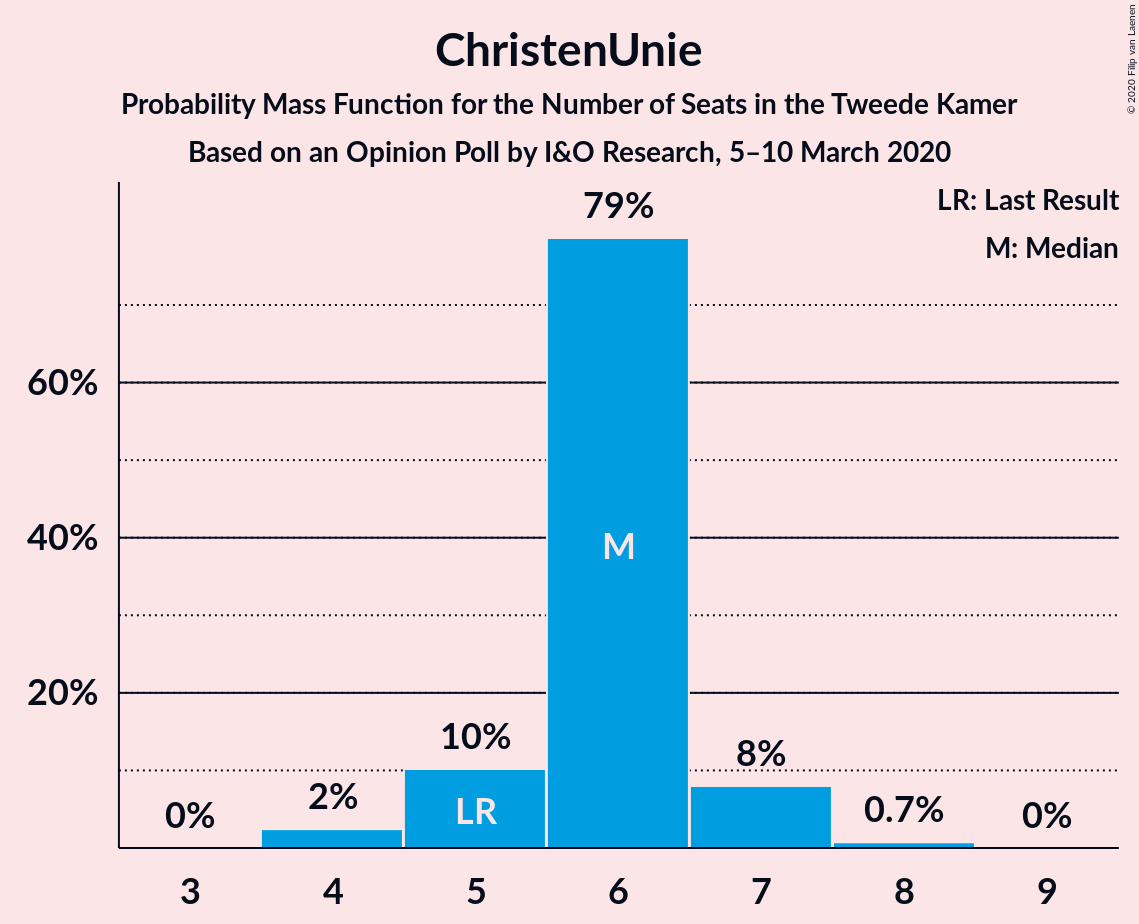 ChristenUnie
Probability Mass Function for the Number of Seats in the Tweede Kamer
Based on an Opinion Poll by I&O Research, 5–10 March 2020
© 2020 Filip van Laenen
LR: Last Result
M: Median
79%
60%
40%
20%
M
10%
LR
8%
2%
0.7%
0%
0%
3 4 5 6 7 8 9